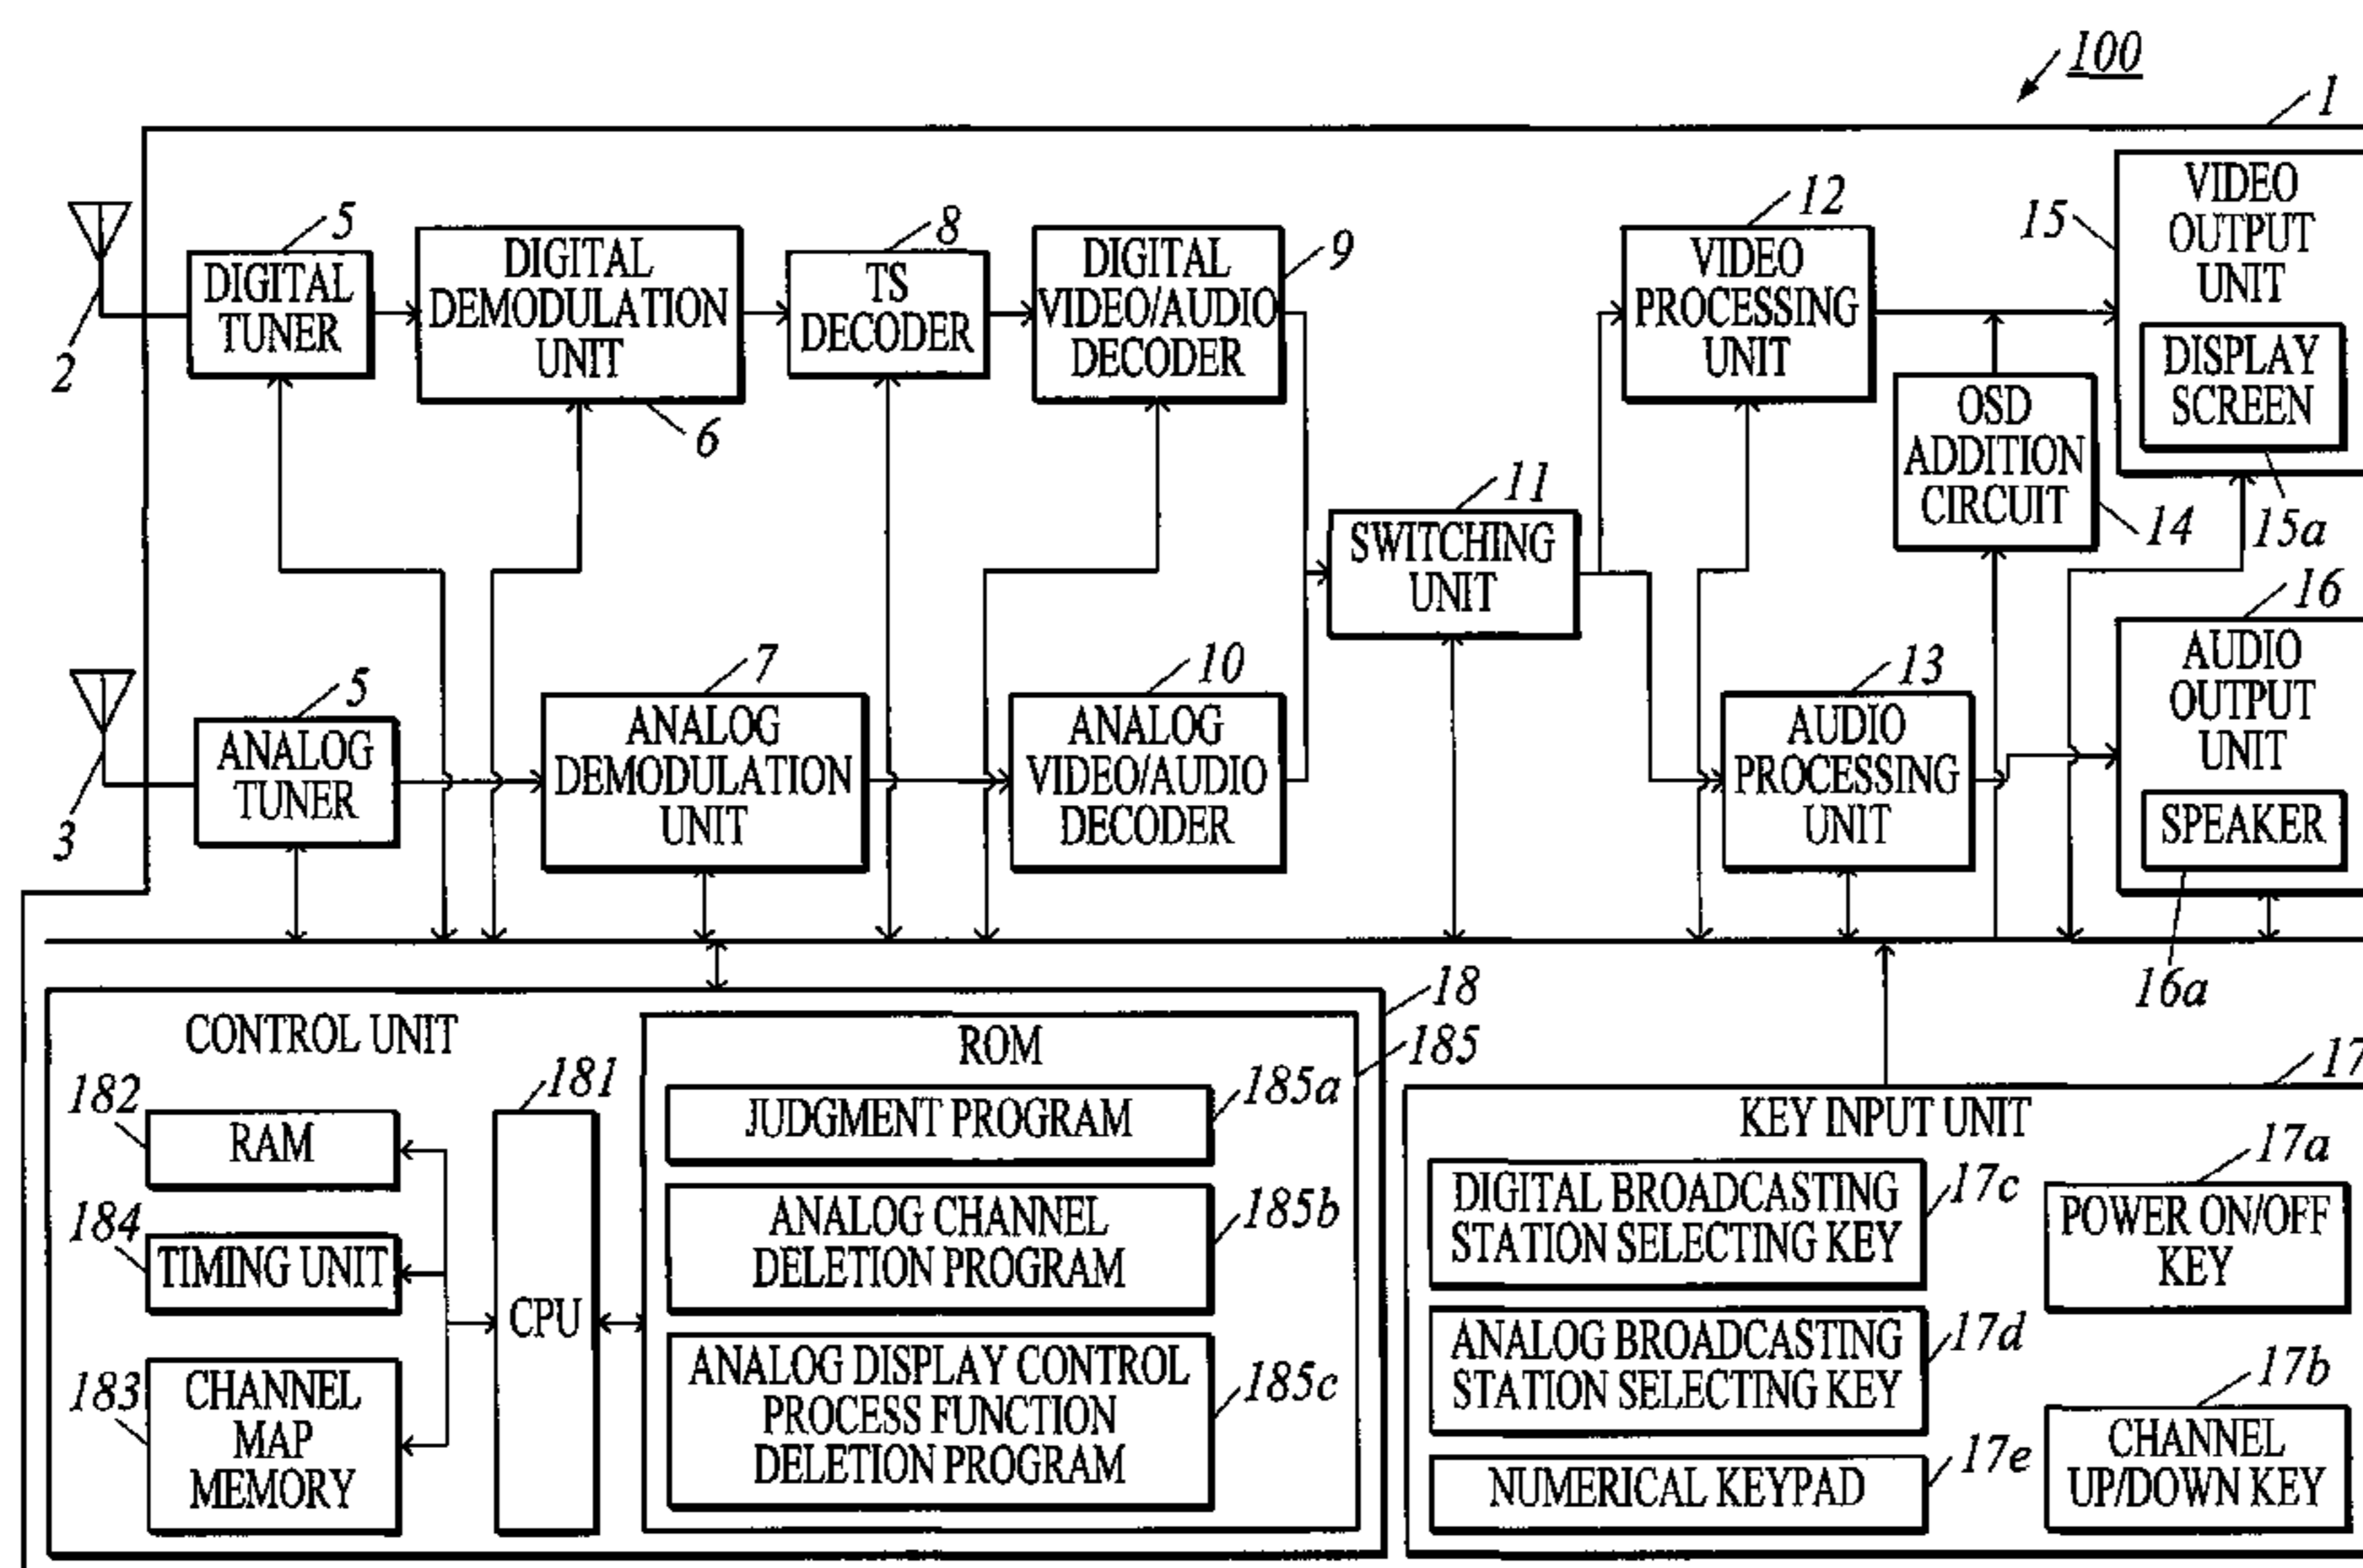 100
1
2
5
DIGITAL
TUNER
DIGITAL
DEMODULATION
UNIT
6
8
TS
DECODER
DIGITAL
VIDEO/AUDIO
DECODER
9
12
VIDEO
PROCESSING
UNIT
15
VIDEO
OUTPUT
UNIT
DISPLAY
SCREEN
15a
OSD
ADDITION
CIRCUIT
14
11
SWITCHING
UNIT
3
5
ANALOG
TUNER
7
ANALOG
DEMODULATION
UNIT
10
ANALOG
VIDEO/AUDIO
DECODER
13
AUDIO
PROCESSING
UNIT
16
AUDIO
OUTPUT
UNIT
SPEAKER
16a
CONTROL UNIT
18
182
RAM
184
TIMING UNIT
183
CHANNEL
MAP
MEMORY
181
CPU
ROM
185
JUDGMENT PROGRAM
185a
ANALOG CHANNEL
DELETION PROGRAM
185b
ANALOG DISPLAY CONTROL
PROCESS FUNCTION
DELETION PROGRAM
185c
17
KEY INPUT UNIT
DIGITAL BROADCASTING
STATION SELECTING KEY
17c
17a
POWER ON/OFF
KEY
ANALOG BROADCASTING
STATION SELECTING KEY
17d
17b
CHANNEL
UP/DOWN KEY
NUMERICAL KEYPAD
17e